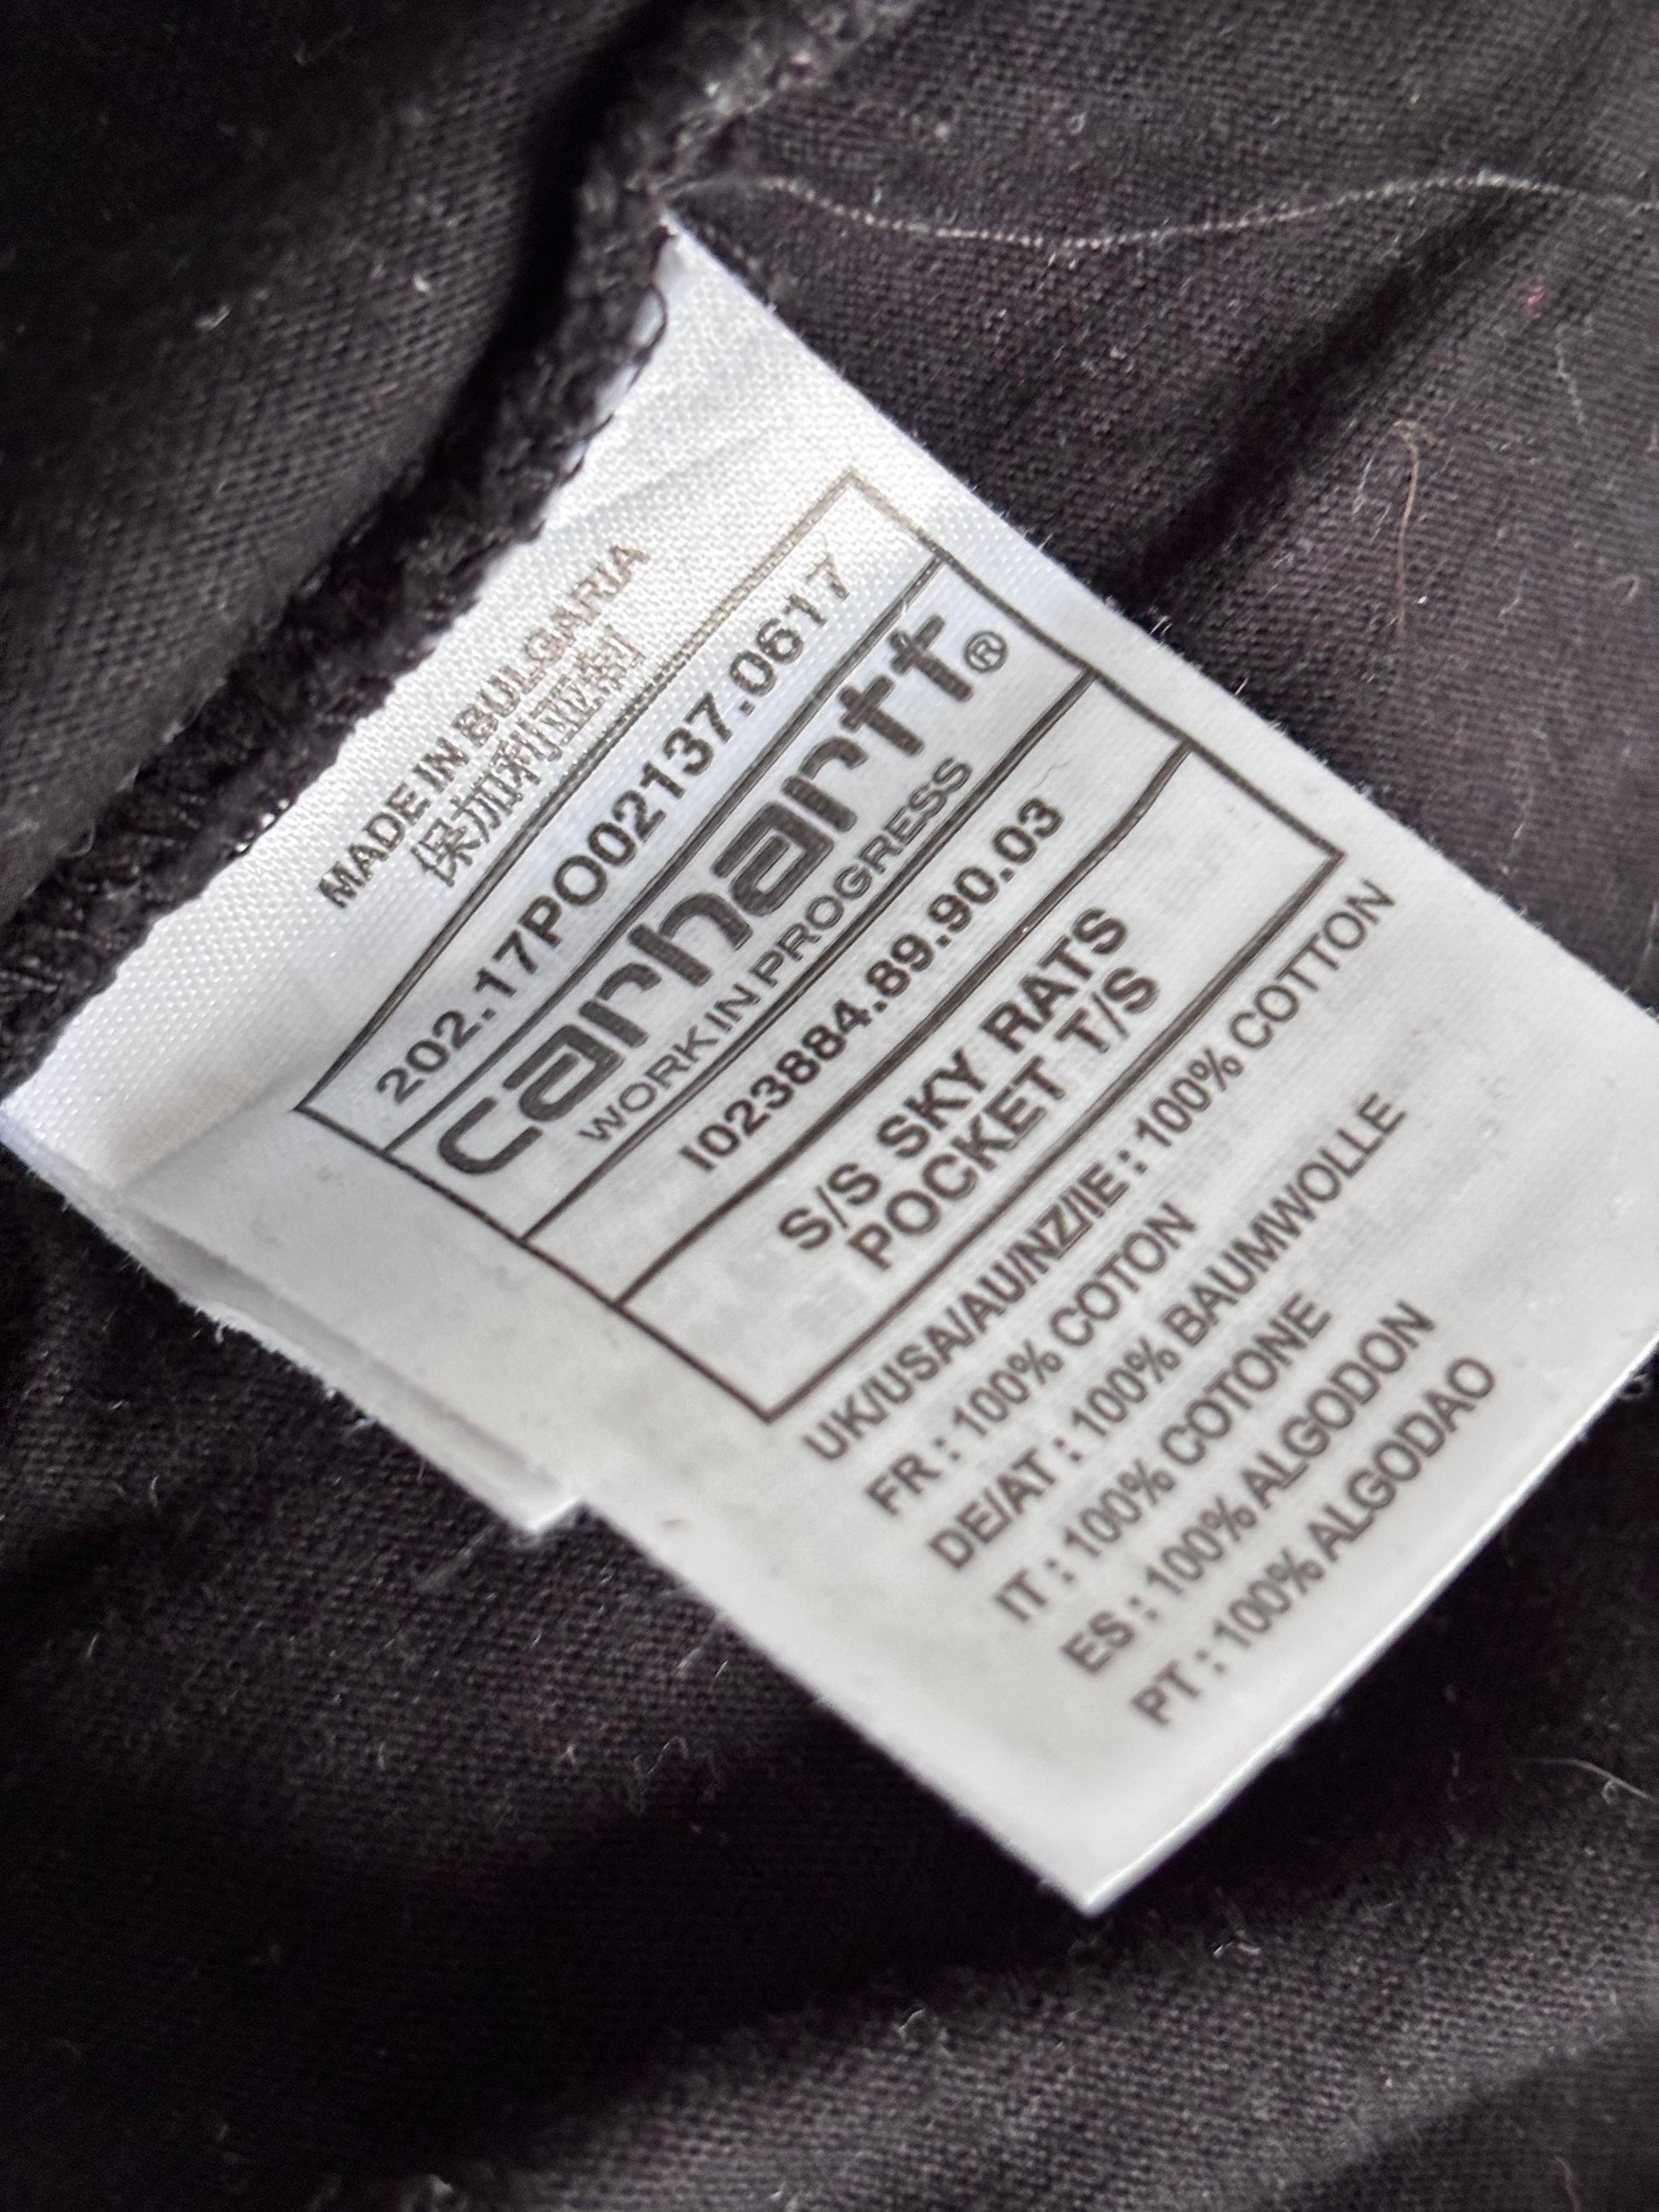 MADE IN BULGARIA
保加利亚制
202.17PO02137.0617
carhartt®
WORK IN PROGRESS
I023884.89.90.03
S/S SKY RATS
POCKET T/S
UK/USA/AU/NZ/IE : 100% COTTON
FR : 100% COTON
DE/AT : 100% BAUMWOLLE
IT : 100% COTONE
ES : 100% ALGODON
PT : 100% ALGODAO